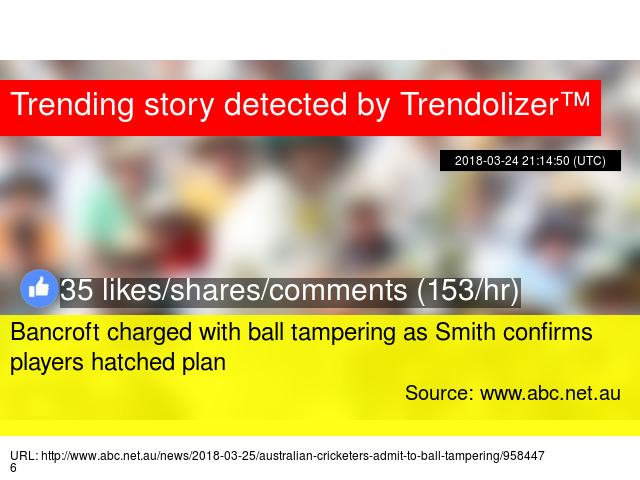 Trending story detected by Trendolizer™
2018-03-24 21:14:50 (UTC)
35 likes/shares/comments (153/hr)
Bancroft charged with ball tampering as Smith confirms
players hatched plan
Source: www.abc.net.au
URL: http://www.abc.net.au/news/2018-03-25/australian-cricketers-admit-to-ball-tampering/958447
6